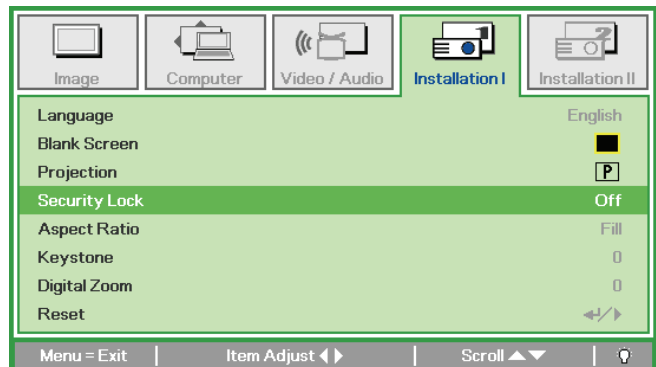 Image Computer Video / Audio Installation I Installation II
Language English
Blank Screen
Projection P
Security Lock Off
Aspect Ratio Fill
Keystone 0
Digital Zoom 0
Reset ↵/▶
Menu = Exit | Item Adjust ◀ ▶ | Scroll ▲▼ |